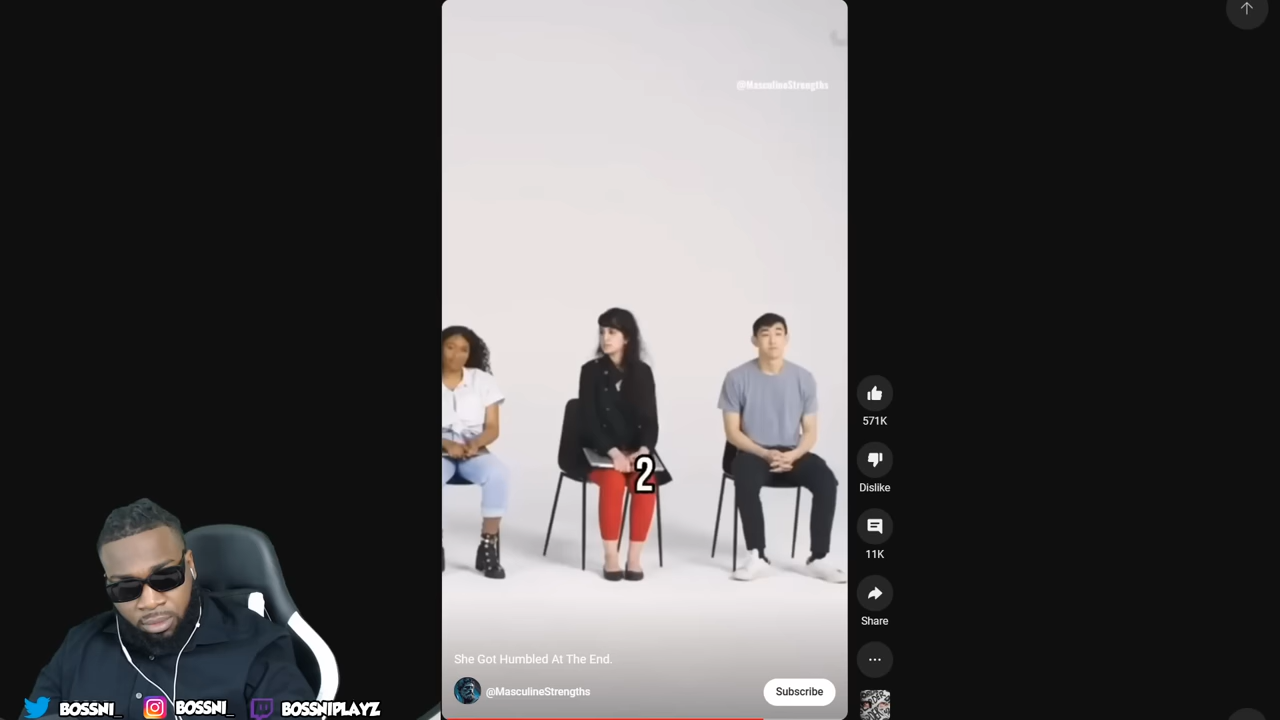 @MasculineStrengths
2
571K
Dislike
11K
Share
She Got Humbled At The End.
@MasculineStrengths
Subscribe
BOSSNI_
BOSSNI_
BOSSNIPLAYZ